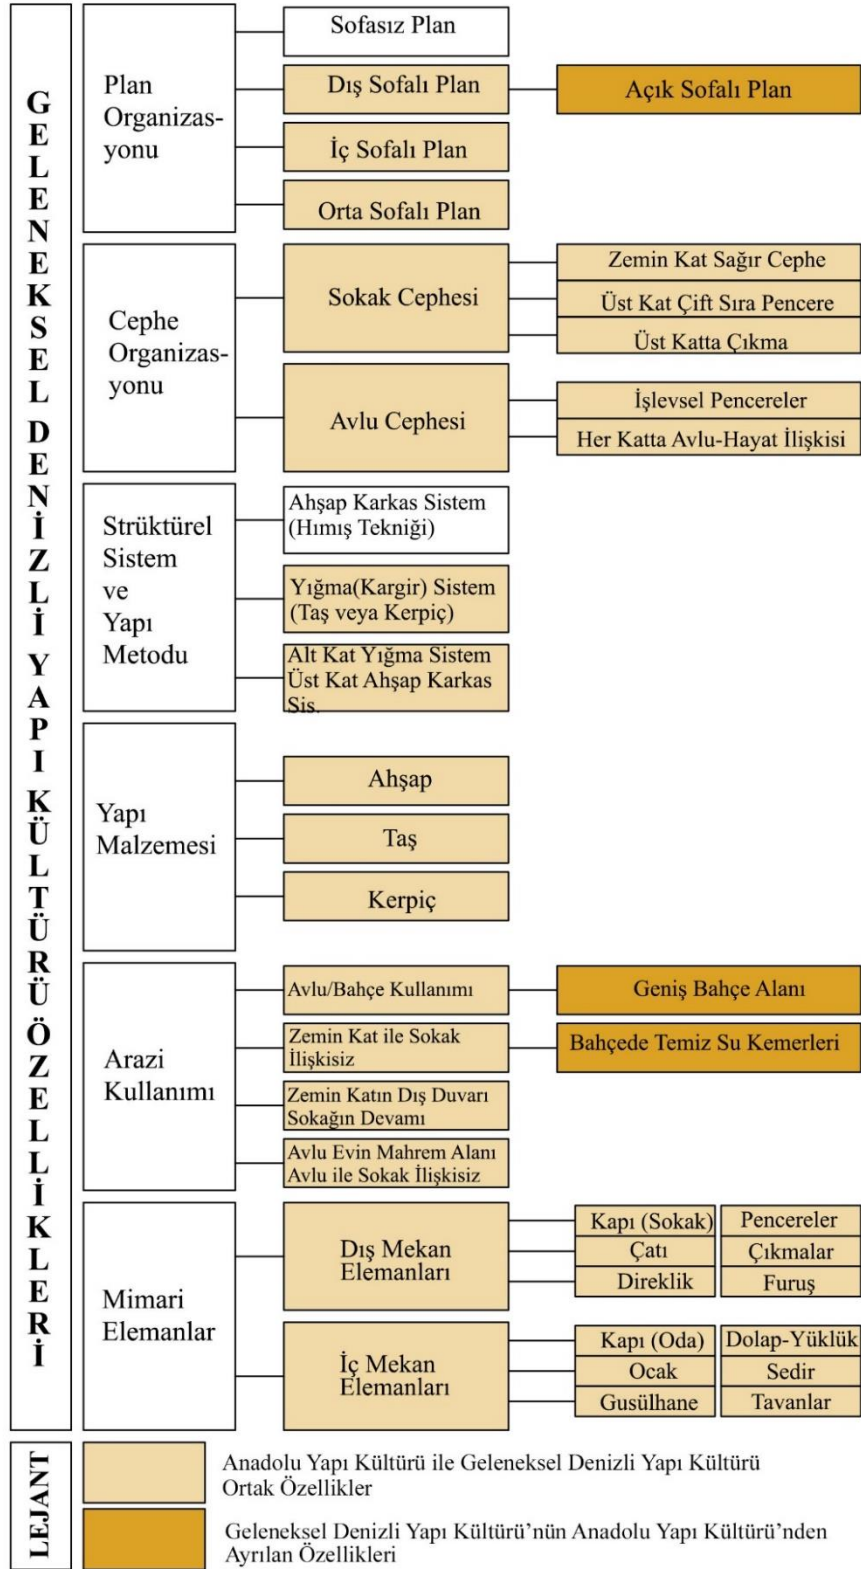 GELENEKSEL DENİZLİ YAPI KÜLTÜRÜ ÖZELLİKLERİ
Plan
Organizas-
yonu
Sofasız Plan
Dış Sofalı Plan
Açık Sofalı Plan
İç Sofalı Plan
Orta Sofalı Plan
Cephe
Organizas-
yonu
Sokak Cephesi
Zemin Kat Sağır Cephe
Üst Kat Çift Sıra Pencere
Üst Katta Çıkma
Avlu Cephesi
İşlevsel Pencereler
Her Katta Avlu-Hayat İlişkisi
Strüktürel
Sistem
ve
Yapı
Metodu
Ahşap Karkas Sistem
(Hımış Tekniği)
Yığma(Kargir) Sistem
(Taş veya Kerpiç)
Alt Kat Yığma Sistem
Üst Kat Ahşap Karkas
Sis.
Yapı
Malzemesi
Ahşap
Taş
Kerpiç
Arazi
Kullanımı
Avlu/Bahçe Kullanımı
Geniş Bahçe Alanı
Zemin Kat ile Sokak
İlişkisiz
Bahçede Temiz Su Kemerleri
Zemin Katın Dış Duvarı
Sokağın Devamı
Avlu Evin Mahrem Alanı
Avlu ile Sokak İlişkisiz
Mimari
Elemanlar
Dış Mekan
Elemanları
Kapı (Sokak)
Pencereler
Çatı
Çıkmalar
Direklik
Furuş
İç Mekan
Elemanları
Kapı (Oda)
Dolap-Yüklük
Ocak
Sedir
Gusülhane
Tavanlar
LEJANT
Anadolu Yapı Kültürü ile Geleneksel Denizli Yapı Kültürü
Ortak Özellikler
Geleneksel Denizli Yapı Kültürü’nün Anadolu Yapı Kültürü’nden
Ayrılan Özellikleri